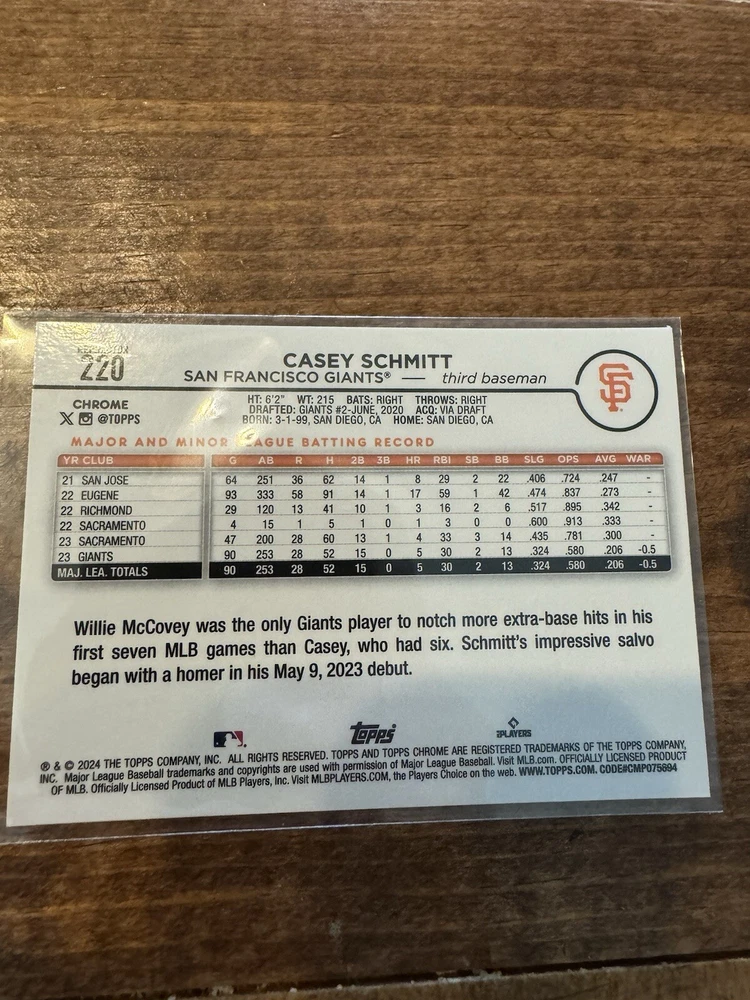 REFRACTOR
220
CASEY SCHMITT
SAN FRANCISCO GIANTS® — third baseman
SF
CHROME
X @TOPPS
HT: 6'2" WT: 215 BATS: RIGHT THROWS: RIGHT
DRAFTED: GIANTS #2-JUNE, 2020 ACQ: VIA DRAFT
BORN: 3-1-99, SAN DIEGO, CA HOME: SAN DIEGO, CA
MAJOR AND MINOR LEAGUE BATTING RECORD
YR CLUB G AB R H 2B 3B HR RBI SB BB SLG OPS AVG WAR
21 SAN JOSE 64 251 36 62 14 1 8 29 2 22 .406 .724 .247 -
22 EUGENE 93 333 58 91 14 1 17 59 1 42 .474 .837 .273 -
22 RICHMOND 29 120 13 41 10 1 3 16 2 6 .517 .895 .342 -
22 SACRAMENTO 4 15 1 5 1 0 1 3 0 0 .600 .913 .333 -
23 SACRAMENTO 47 200 28 60 13 1 4 33 3 14 .435 .781 .300 -
23 GIANTS 90 253 28 52 15 0 5 30 2 13 .324 .580 .206 -0.5
MAJ. LEA. TOTALS 90 253 28 52 15 0 5 30 2 13 .324 .580 .206 -0.5
Willie McCovey was the only Giants player to notch more extra-base hits in his
first seven MLB games than Casey, who had six. Schmitt's impressive salvo
began with a homer in his May 9, 2023 debut.
topps
PLAYERS
® & © 2024 THE TOPPS COMPANY, INC. ALL RIGHTS RESERVED. TOPPS AND TOPPS CHROME ARE REGISTERED TRADEMARKS OF THE TOPPS COMPANY,
INC. Major League Baseball trademarks and copyrights are used with permission of Major League Baseball. Visit MLB.com. OFFICIALLY LICENSED PRODUCT
OF MLB. Officially Licensed Product of MLB Players, Inc. Visit MLBPLAYERS.COM, the Players Choice on the web. WWW.TOPPS.COM. CODE#CMP075694